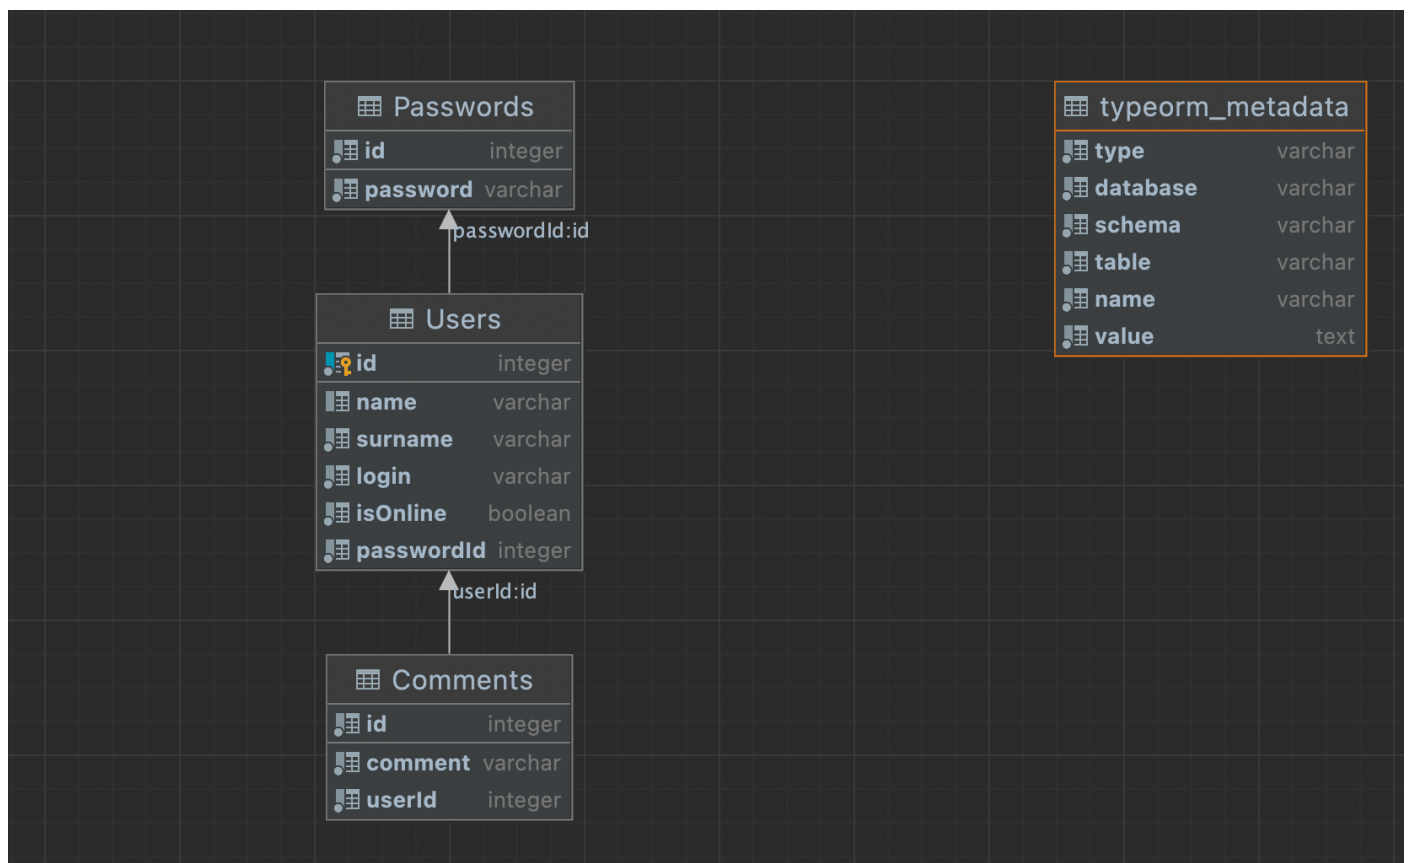 Passwords
id integer
password varchar
passwordId:id
Users
id integer
name varchar
surname varchar
login varchar
isOnline boolean
passwordId integer
userId:id
Comments
id integer
comment varchar
userId integer
typeorm_metadata
type varchar
database varchar
schema varchar
table varchar
name varchar
value text